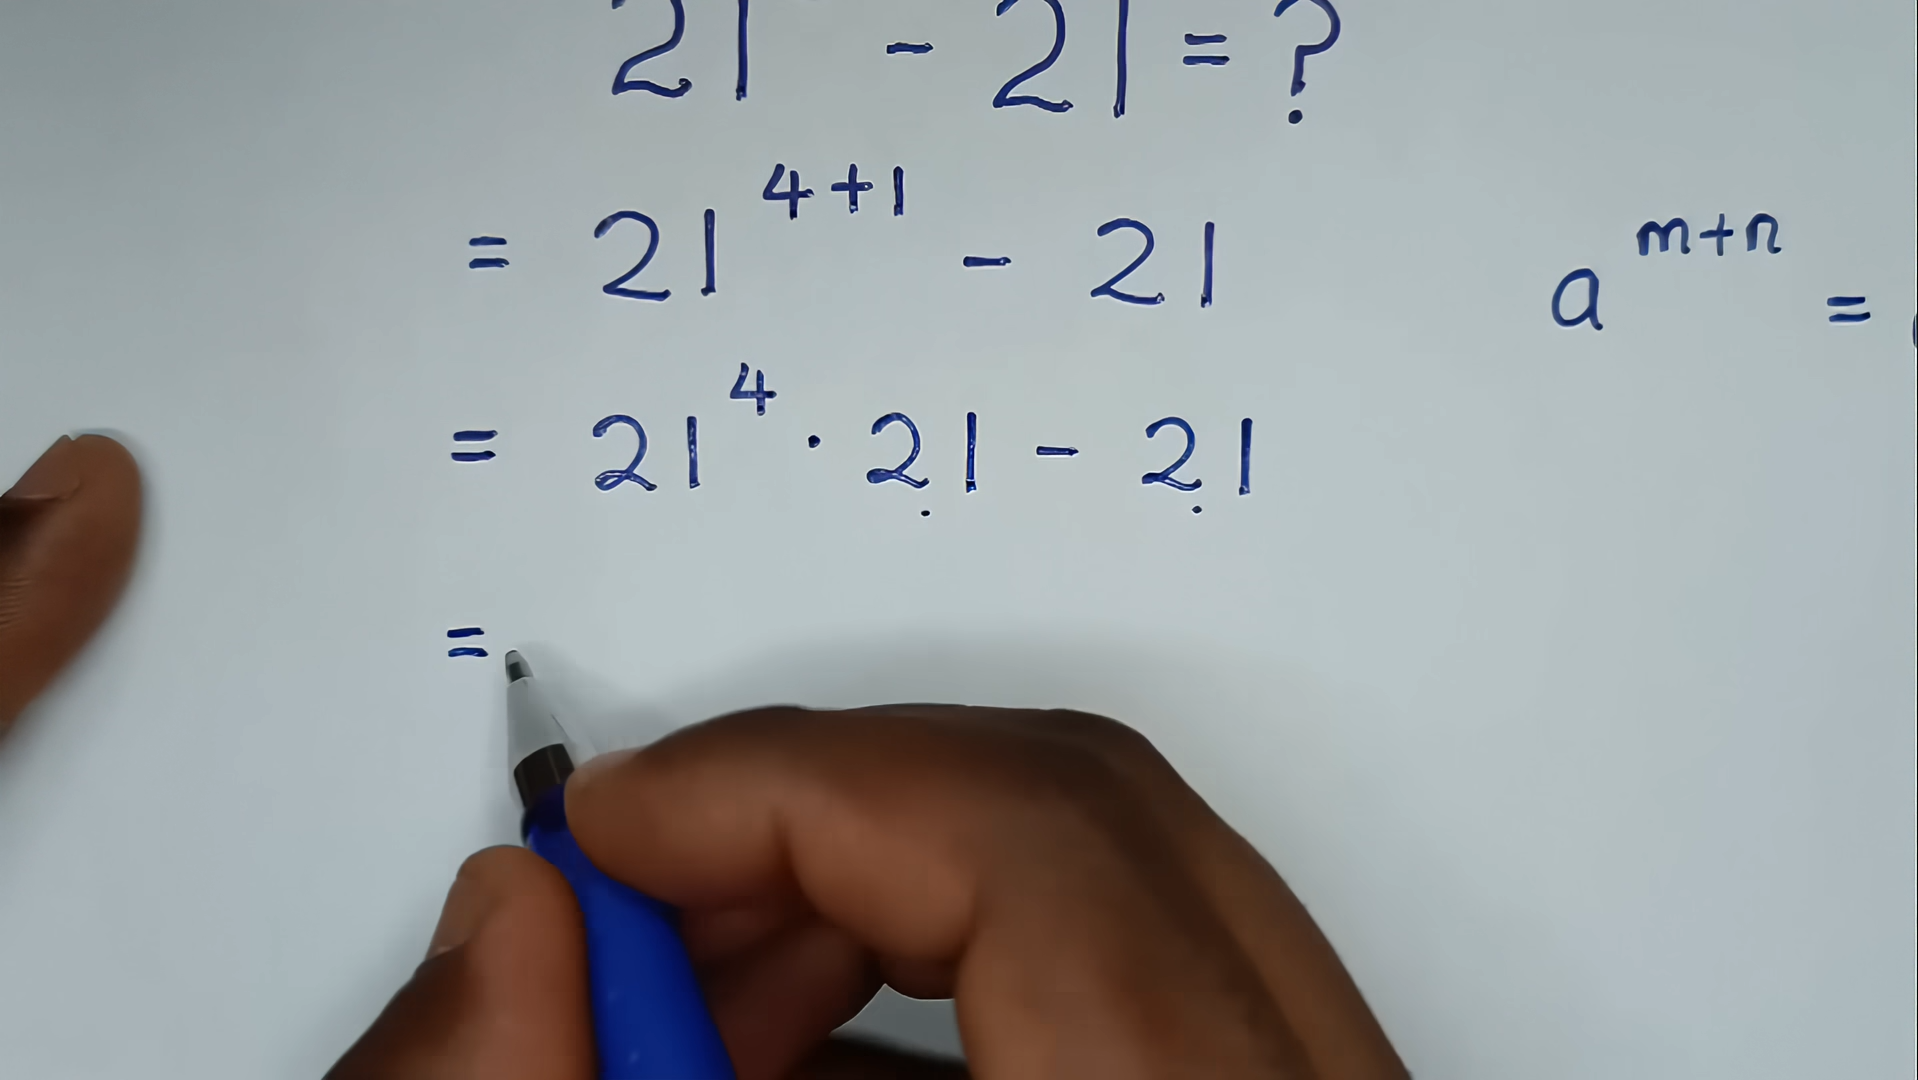 21 - 21 = ?
= 21^{4+1} - 21
a^{m+n} =
= 21^4 · 21 - 21
=